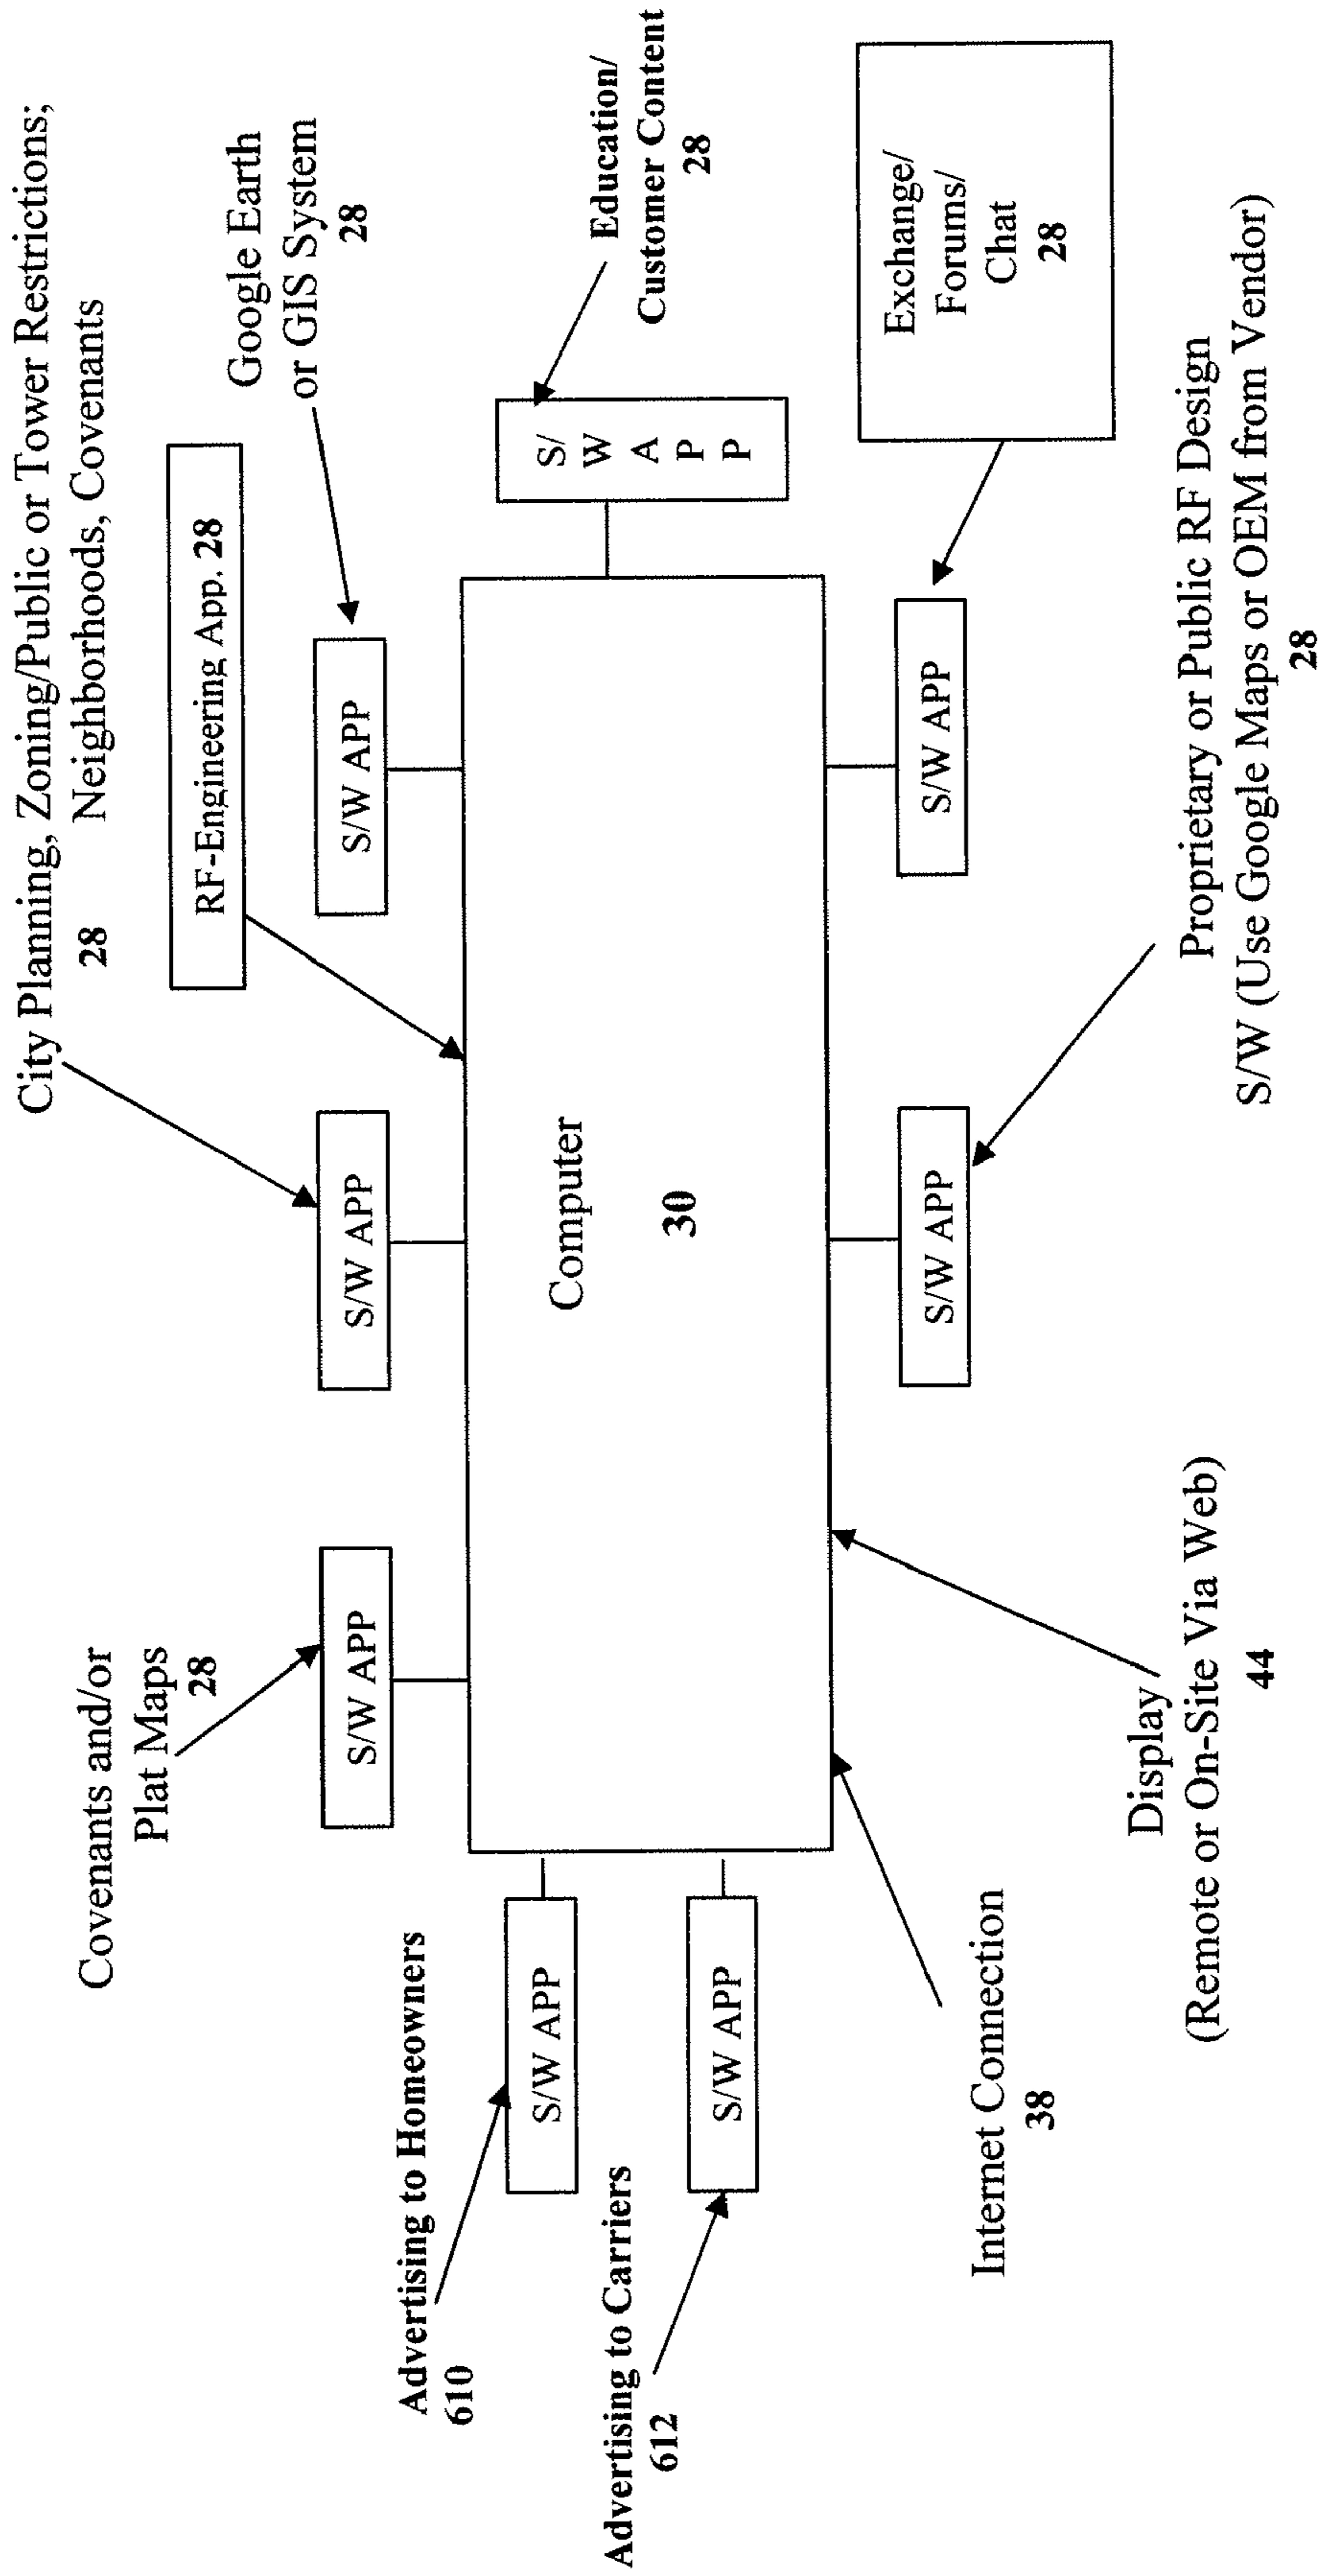 City Planning, Zoning/Public or Tower Restrictions;
28 Neighborhoods, Covenants
Covenants and/or
Plat Maps
28
RF-Engineering App. 28
Google Earth
or GIS System
28
S/W APP
S/W APP
S/W APP
Advertising to Homeowners
610
S/W APP
Advertising to Carriers
612
S/W APP
Computer
30
S/
W
A
P
P
Education/
Customer Content
28
S/W APP
S/W APP
Exchange/
Forums/
Chat
28
Internet Connection
38
Display
(Remote or On-Site Via Web)
44
Proprietary or Public RF Design
S/W (Use Google Maps or OEM from Vendor)
28